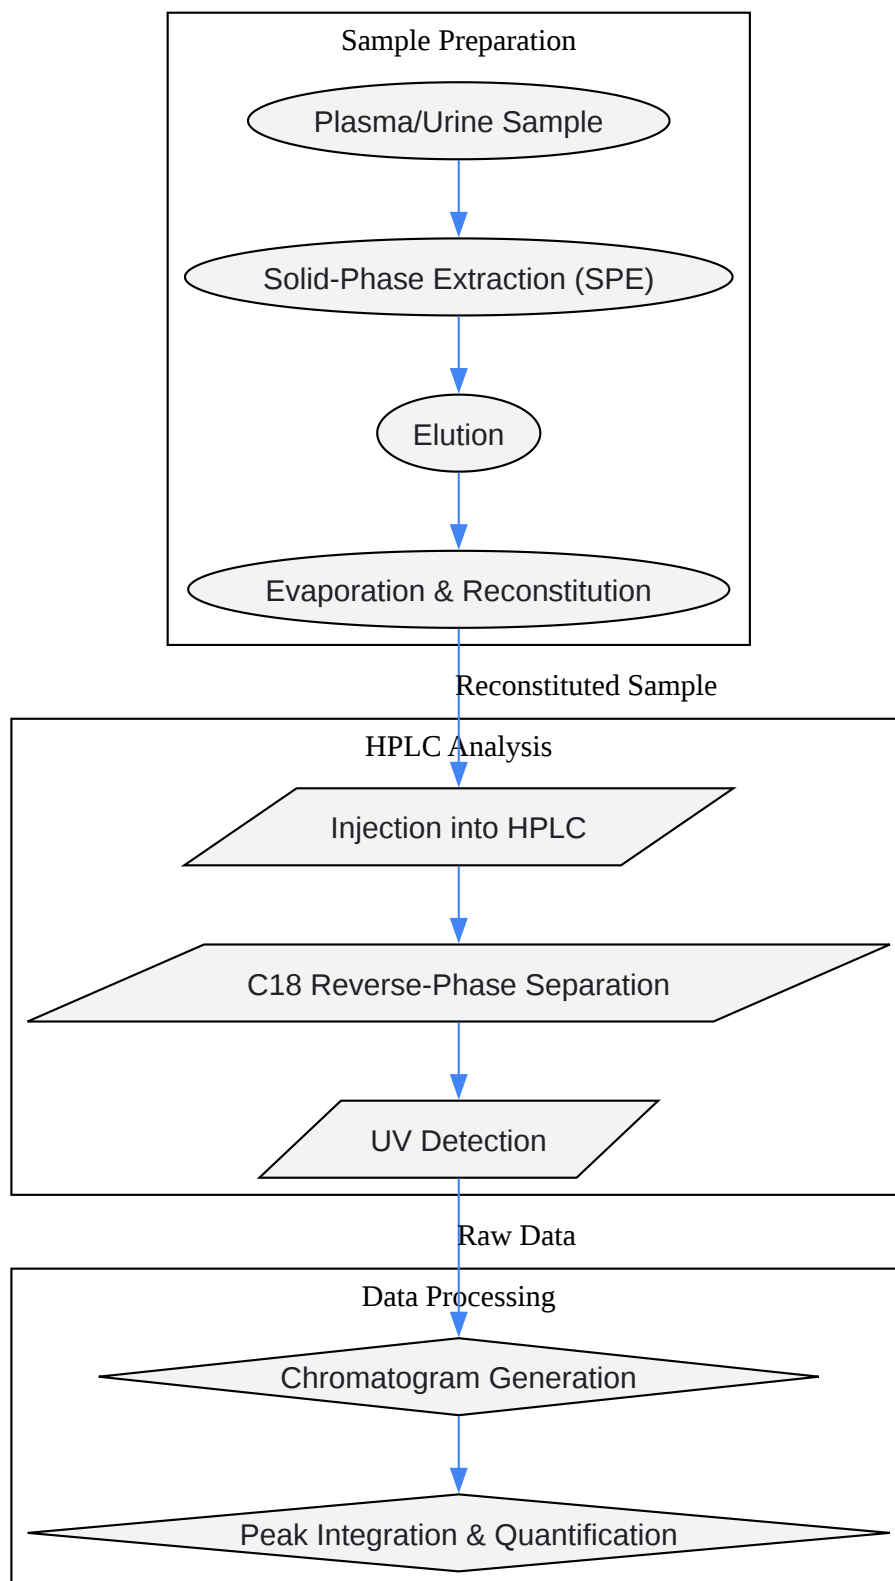 Sample Preparation
Plasma/Urine Sample
Solid-Phase Extraction (SPE)
Elution
Evaporation & Reconstitution
Reconstituted Sample
HPLC Analysis
Injection into HPLC
C18 Reverse-Phase Separation
UV Detection
Raw Data
Data Processing
Chromatogram Generation
Peak Integration & Quantification